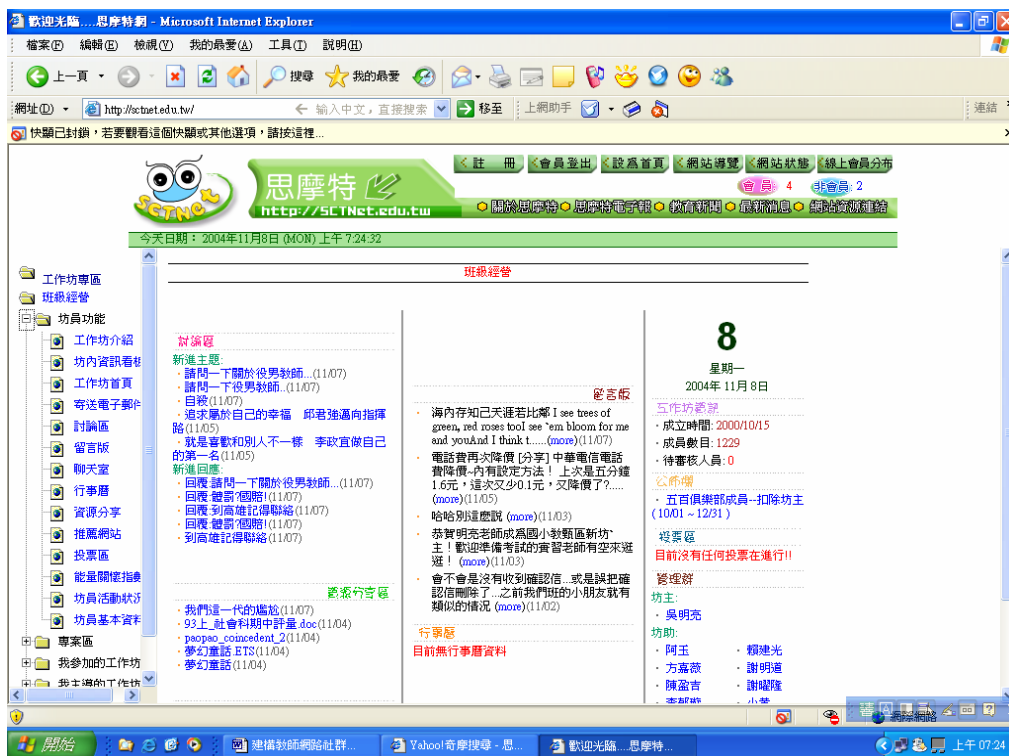 歡迎光臨....思摩特網 - Microsoft Internet Explorer
檔案(F) 編輯(E) 檢視(V) 我的最愛(A) 工具(T) 說明(H)
上一頁 搜尋 我的最愛
網址(D) http://sctnet.edu.tw/ 輸入中文，直接搜索 移至 上網助手 連結
快顯已封鎖，若要觀看這個快顯或其他選項，請按這裡...
註 冊 會員登出 設為首頁 網站導覽 網站狀態 線上會員分布
會員: 4 非會員: 2
SCTNet
思摩特
http://SCTNet.edu.tw
關於思摩特 思摩特電子報 教育新聞 最新消息 網站資源連結
今天日期： 2004年11月8日 (MON) 上午 7:24:32
工作坊專區
班級經營
坊員功能
工作坊介紹
坊內資訊看板
工作坊首頁
寄送電子郵件
討論區
留言版
聊天室
行事曆
資源分享
推薦網站
投票區
能量關懷指數
坊員活動狀況
坊員基本資料
專案區
我參加的工作坊
我主導的工作坊
班級經營
討論區
新進主題:
· 請問一下關於役男教師...(11/07)
· 請問一下役男教師..(11/07)
· 自殺(11/07)
· 追求屬於自己的幸福 邱君強邁向指揮
路(11/05)
· 就是喜歡和別人不一樣 李政宜做自己
的第一名(11/05)
新進回應:
· 回覆:請問一下關於役男教師...(11/07)
· 回覆:體罰?國賠!(11/07)
· 回覆:到高雄記得聯絡(11/07)
· 回覆:體罰?國賠!(11/07)
· 到高雄記得聯絡(11/07)
資源分享區
· 我們這一代的尷尬(11/07)
· 93上_社會科期中評量.doc(11/04)
· paopao_coincedent_2(11/04)
· 夢幻童話.ETS(11/04)
· 夢幻童話(11/04)
留言版
· 海內存知己天涯若比鄰 I see trees of
green, red roses tooI see `em bloom for me
and youAnd I think t.....(more)(11/07)
· 電話費再次降價 [分享] 中華電信電話
費降價~內有設定方法！ 上次是五分鐘
1.6元，這次又少0.1元，又降價了?.....
(more)(11/05)
· 哈哈別這麼說 (more)(11/03)
· 恭賀明亮老師成為國小教甄區新坊
主！歡迎準備考試的實習老師有空來逛
逛！ (more)(11/03)
· 會不會是沒有收到確認信...或是誤把確
認信刪除了...之前我們班的小朋友就有
類似的情況 (more)(11/02)
行事曆
目前無行事曆資料
8
星期一
2004年 11月 8日
工作坊資訊
· 成立時間: 2000/10/15
· 成員數目: 1229
· 待審核人員: 0
公佈欄
· 五百俱樂部成員--扣除坊主
(10/01 ~ 12/31)
投票區
目前沒有任何投票在進行!!
管理群
坊主:
· 吳明亮
坊助:
· 阿玉 · 賴建光
· 方嘉薇 · 謝明道
· 陳盈吉 · 謝曜隆
網際網路
開始 建構教師網路社群... Yahoo!奇摩搜尋 - 思... 歡迎光臨....思摩特... 上午 07:24